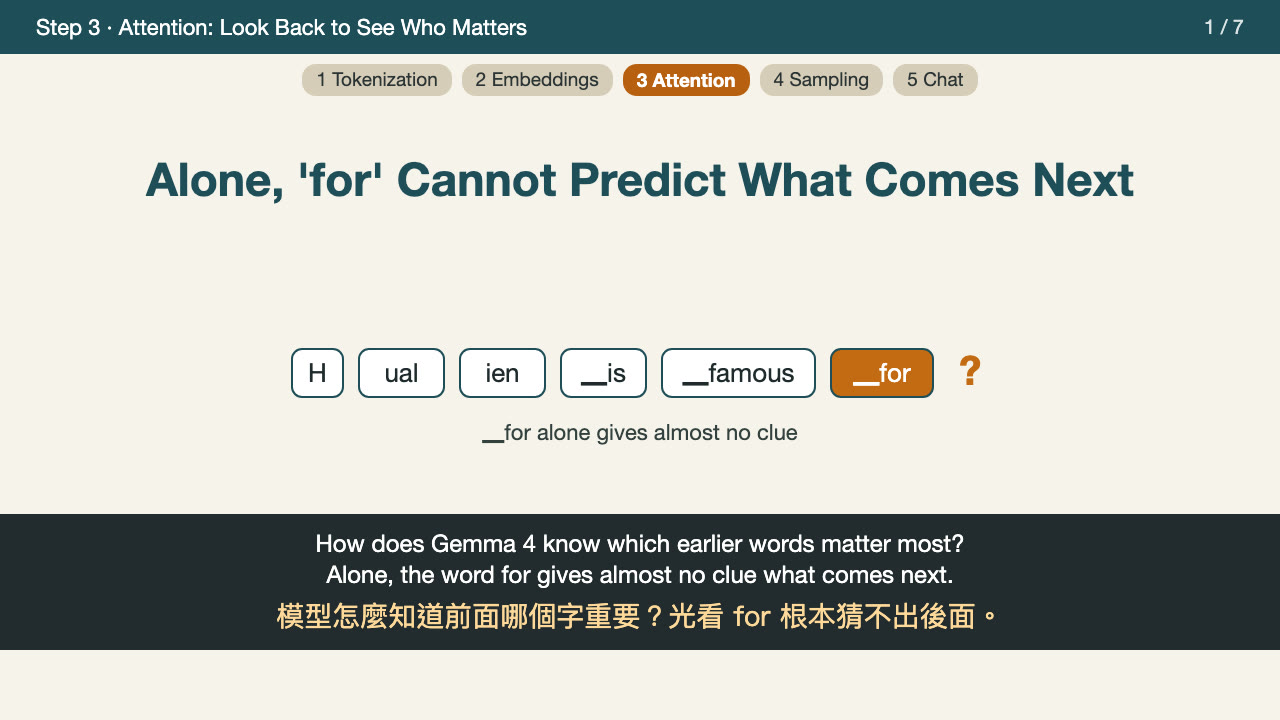 Step 3 · Attention: Look Back to See Who Matters
1 / 7
1 Tokenization
2 Embeddings
3 Attention
4 Sampling
5 Chat
Alone, 'for' Cannot Predict What Comes Next
H ual ien __is __famous __for ?
__for alone gives almost no clue
How does Gemma 4 know which earlier words matter most?
Alone, the word for gives almost no clue what comes next.
模型怎麼知道前面哪個字重要？光看 for 根本猜不出後面。